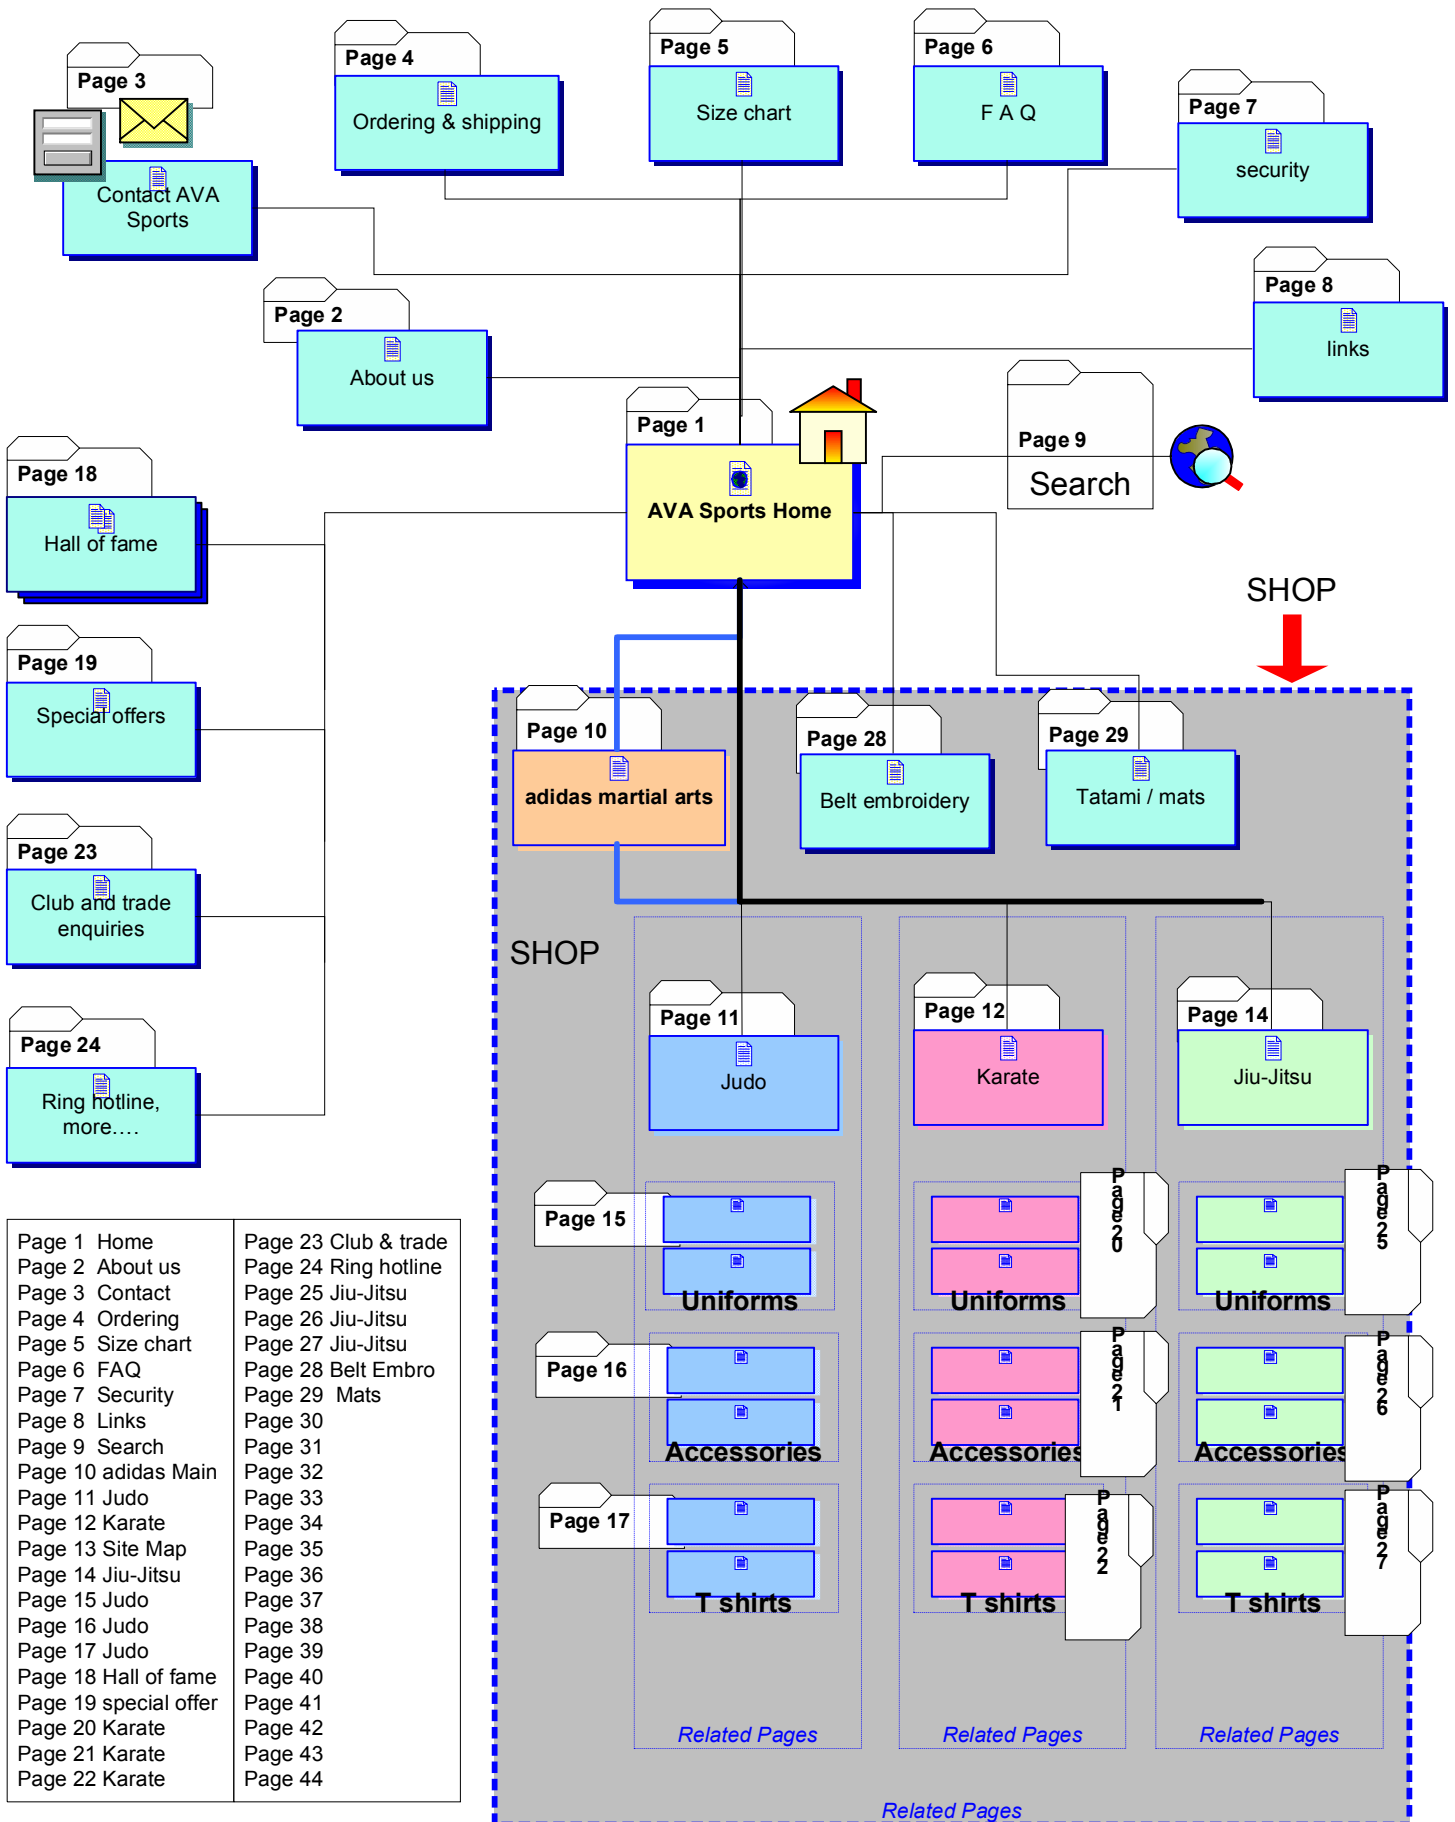 Page 3
Contact AVA
Sports
Page 4
Ordering & shipping
Page 5
Size chart
Page 6
F A Q
Page 7
security
Page 2
About us
Page 8
links
Page 1
AVA Sports Home
Page 9
Search
Page 18
Hall of fame
Page 19
Special offers
Page 23
Club and trade
enquiries
Page 24
Ring hotline,
more....
SHOP
Page 10
adidas martial arts
Page 28
Belt embroidery
Page 29
Tatami / mats
SHOP
Page 11
Judo
Page 12
Karate
Page 14
Jiu-Jitsu
Page 15
Uniforms
Page 20
Uniforms
Page 25
Uniforms
Page 16
Accessories
Page 21
Accessories
Page 26
Accessories
Page 17
T shirts
Page 22
T shirts
Page 27
T shirts
Related Pages
Related Pages
Related Pages
Related Pages
Page 1 Home
Page 2 About us
Page 3 Contact
Page 4 Ordering
Page 5 Size chart
Page 6 FAQ
Page 7 Security
Page 8 Links
Page 9 Search
Page 10 adidas Main
Page 11 Judo
Page 12 Karate
Page 13 Site Map
Page 14 Jiu-Jitsu
Page 15 Judo
Page 16 Judo
Page 17 Judo
Page 18 Hall of fame
Page 19 special offer
Page 20 Karate
Page 21 Karate
Page 22 Karate
Page 23 Club & trade
Page 24 Ring hotline
Page 25 Jiu-Jitsu
Page 26 Jiu-Jitsu
Page 27 Jiu-Jitsu
Page 28 Belt Embro
Page 29 Mats
Page 30
Page 31
Page 32
Page 33
Page 34
Page 35
Page 36
Page 37
Page 38
Page 39
Page 40
Page 41
Page 42
Page 43
Page 44